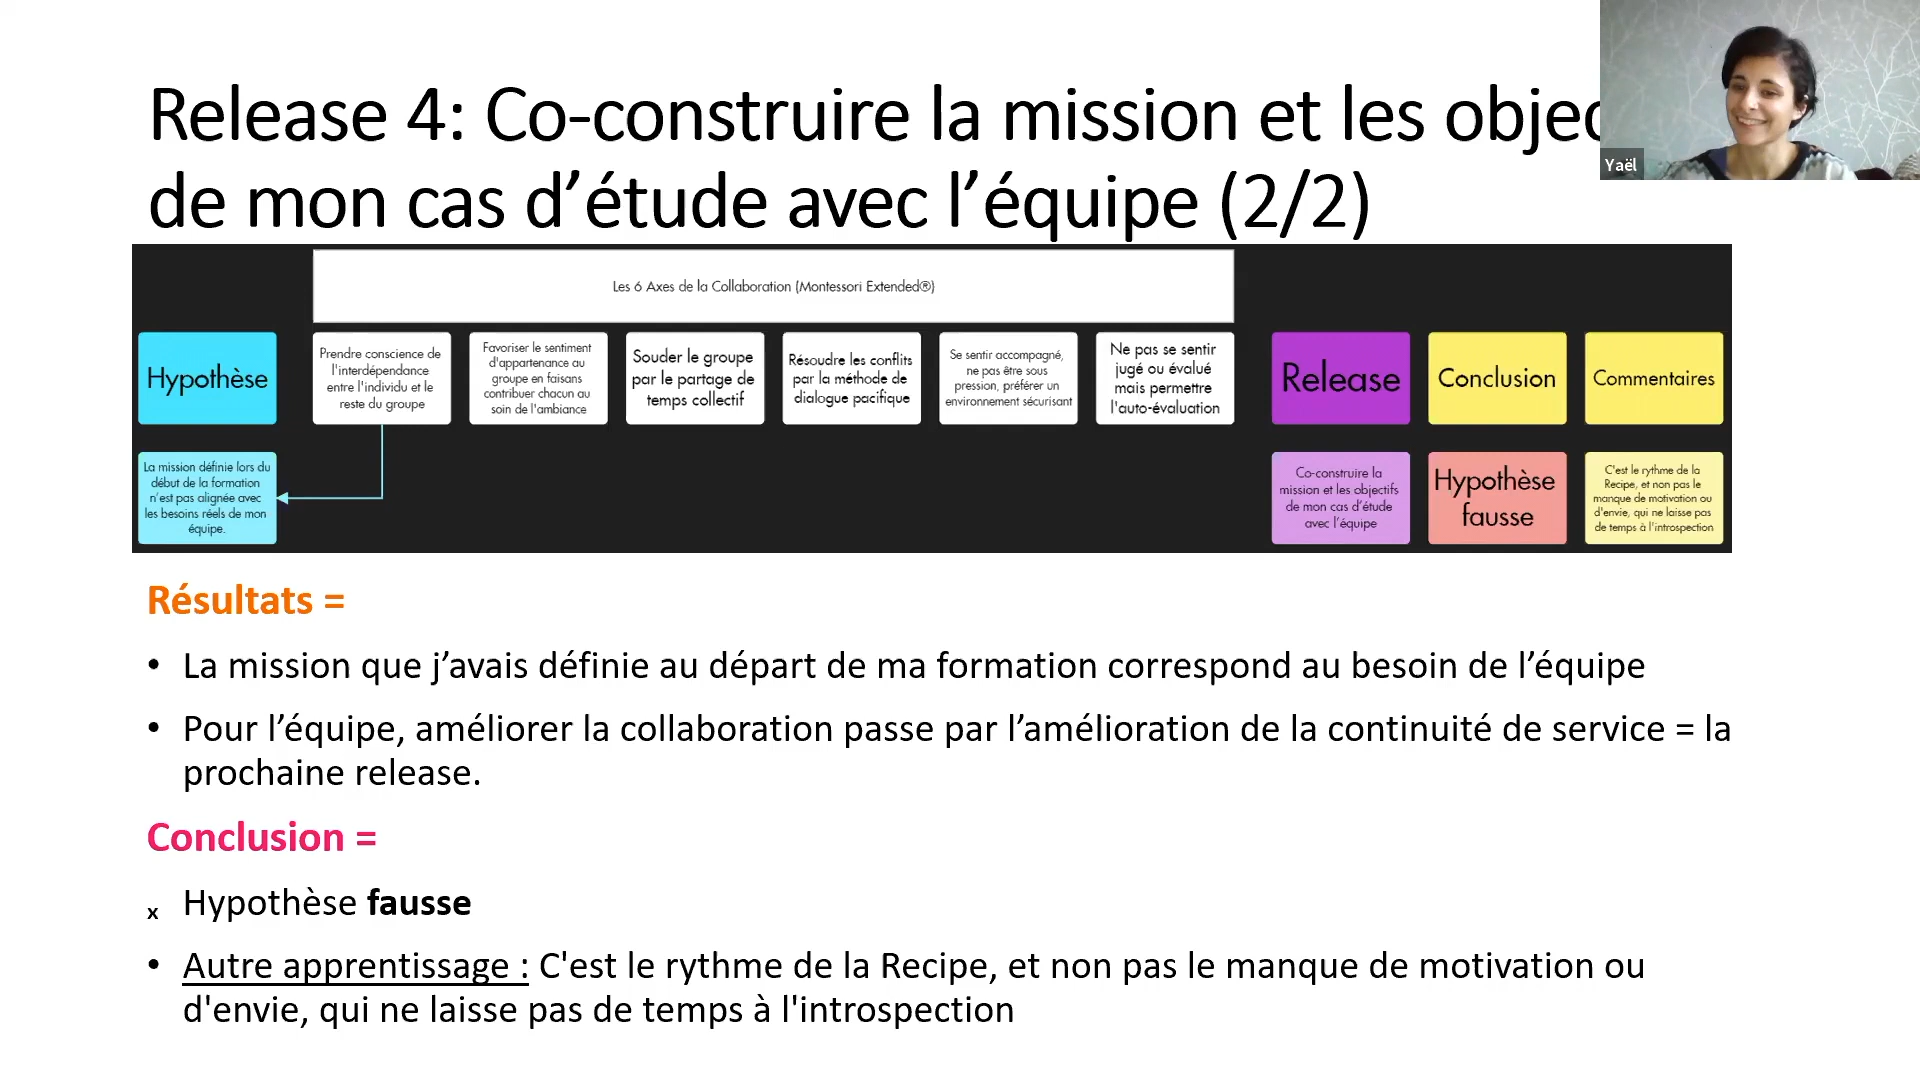 Release 4: Co-construire la mission et les objec
de mon cas d’étude avec l’équipe (2/2)
Yaël
Les 6 Axes de la Collaboration (Montessori Extended®)
Hypothèse
Prendre conscience de
l'interdépendance
entre l'individu et le
reste du groupe
Favoriser le sentiment
d'appartenance au
groupe en faisans
contribuer chacun au
soin de l'ambiance
Souder le groupe
par le partage de
temps collectif
Résoudre les conflits
par la méthode de
dialogue pacifique
Se sentir accompagné,
ne pas être sous
pression, préférer un
environnement sécurisant
Ne pas se sentir
jugé ou évalué
mais permettre
l'auto-évaluation
Release
Conclusion
Commentaires
La mission définie lors du
début de la formation
n’est pas alignée avec
les besoins réels de mon
équipe.
Co-construire la
mission et les objectifs
de mon cas d’étude
avec l’équipe
Hypothèse
fausse
C'est le rythme de la
Recipe, et non pas le
manque de motivation ou
d'envie, qui ne laisse pas
de temps à l'introspection
Résultats =
• La mission que j’avais définie au départ de ma formation correspond au besoin de l’équipe
• Pour l’équipe, améliorer la collaboration passe par l’amélioration de la continuité de service = la
prochaine release.
Conclusion =
x Hypothèse fausse
• Autre apprentissage : C'est le rythme de la Recipe, et non pas le manque de motivation ou
d'envie, qui ne laisse pas de temps à l'introspection